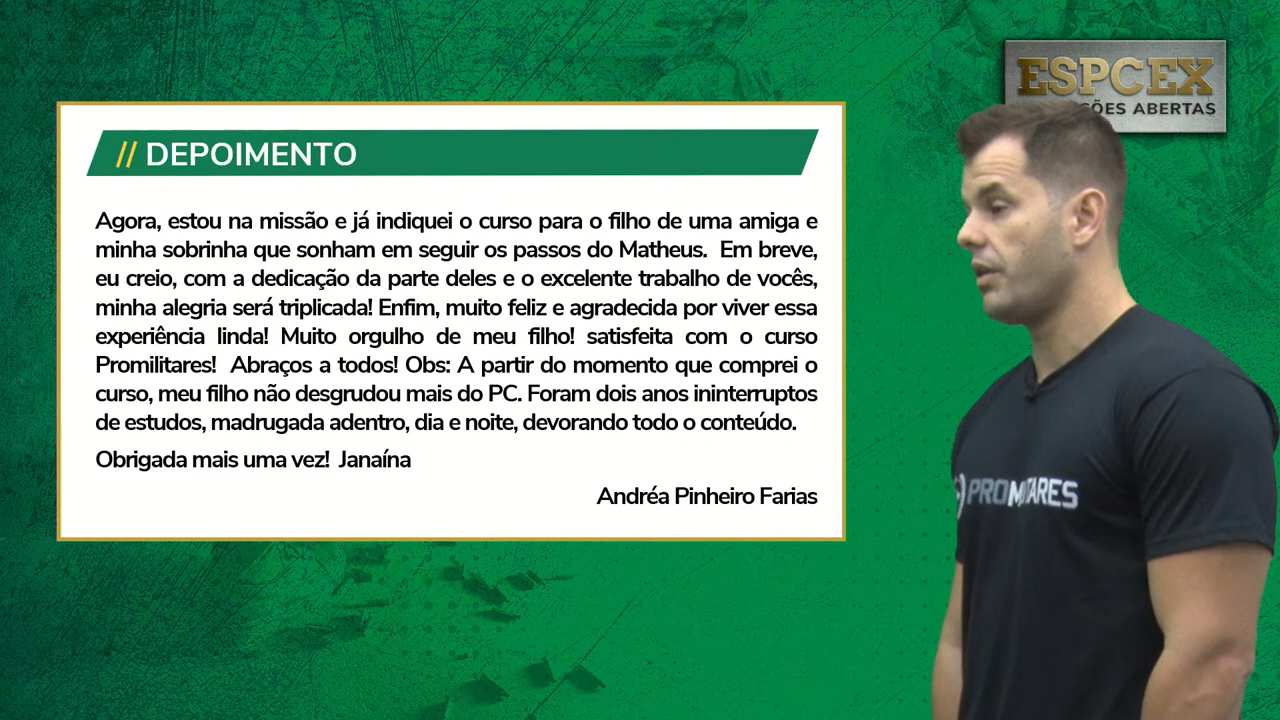 ESPCEX
ABERTAS
// DEPOIMENTO
Agora, estou na missão e já indiquei o curso para o filho de uma amiga e
minha sobrinha que sonham em seguir os passos do Matheus. Em breve,
eu creio, com a dedicação da parte deles e o excelente trabalho de vocês,
minha alegria será triplicada! Enfim, muito feliz e agradecida por viver essa
experiência linda! Muito orgulho de meu filho! satisfeita com o curso
Promilitares! Abraços a todos! Obs: A partir do momento que comprei o
curso, meu filho não desgrudou mais do PC. Foram dois anos ininterruptos
de estudos, madrugada adentro, dia e noite, devorando todo o conteúdo.
Obrigada mais uma vez! Janaína
Andréa Pinheiro Farias
PROMILITARES